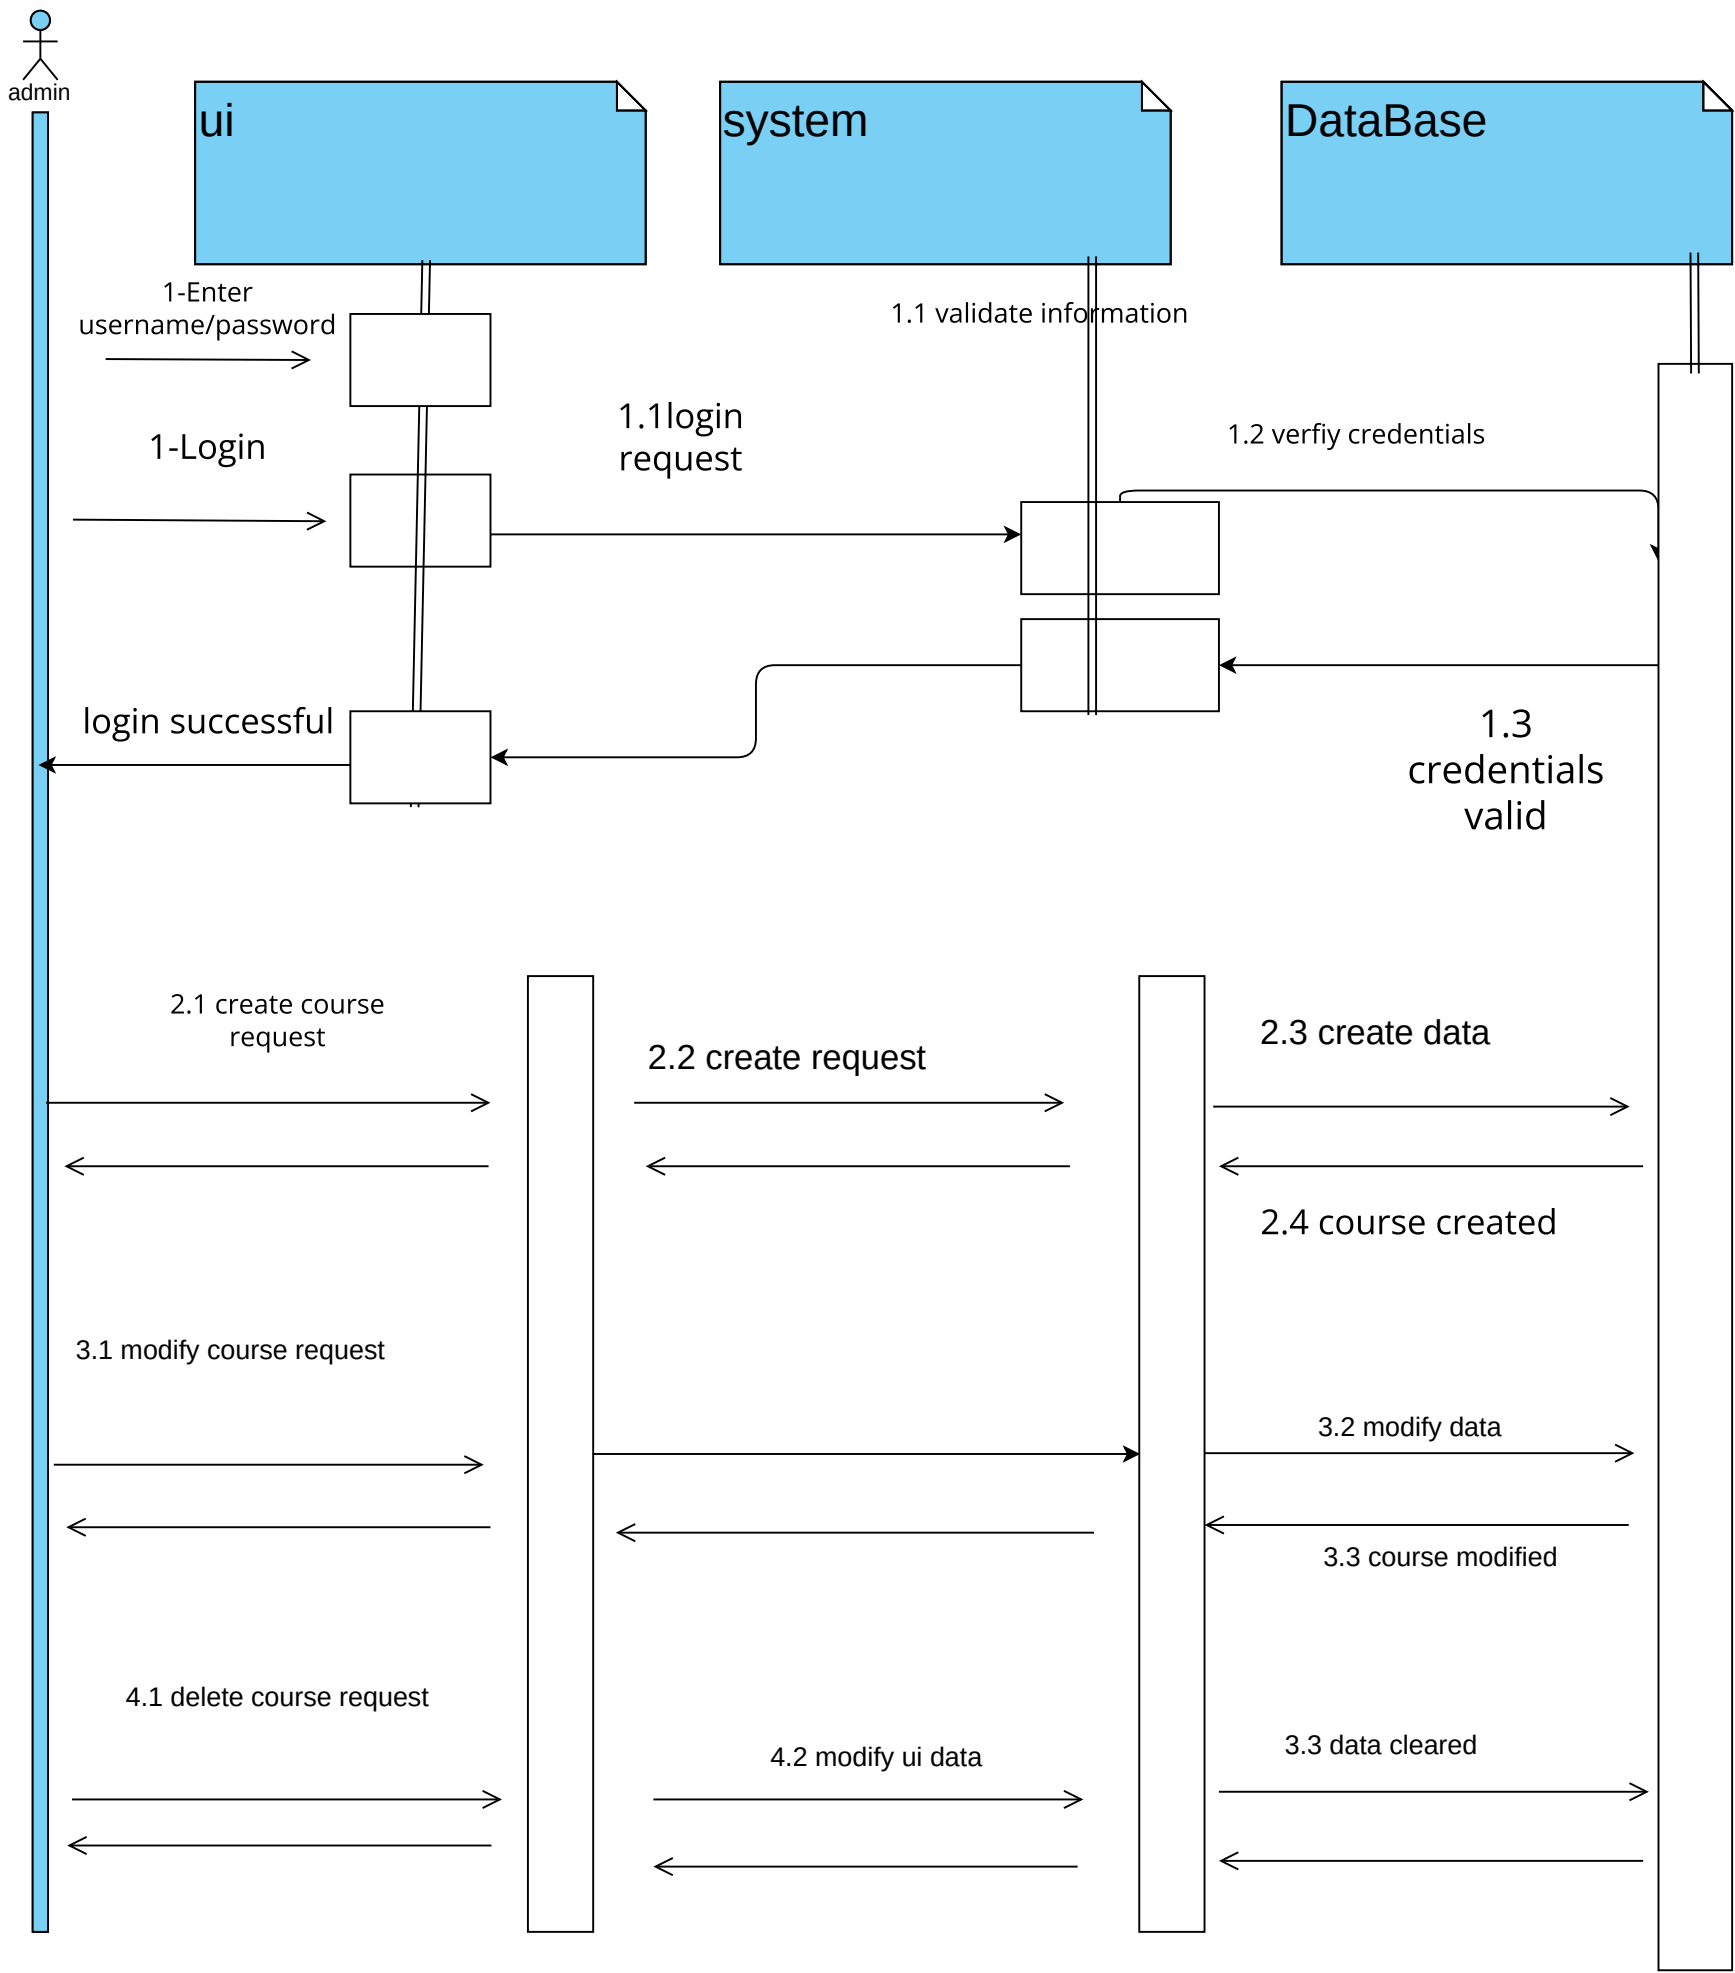 admin
ui
system
DataBase
1-Enter
username/password
1.1 validate information
1-Login
1.1login
request
1.2 verfiy credentials
login successful
1.3
credentials
valid
2.1 create course
request
2.2 create request
2.3 create data
2.4 course created
3.1 modify course request
3.2 modify data
3.3 course modified
4.1 delete course request
4.2 modify ui data
3.3 data cleared